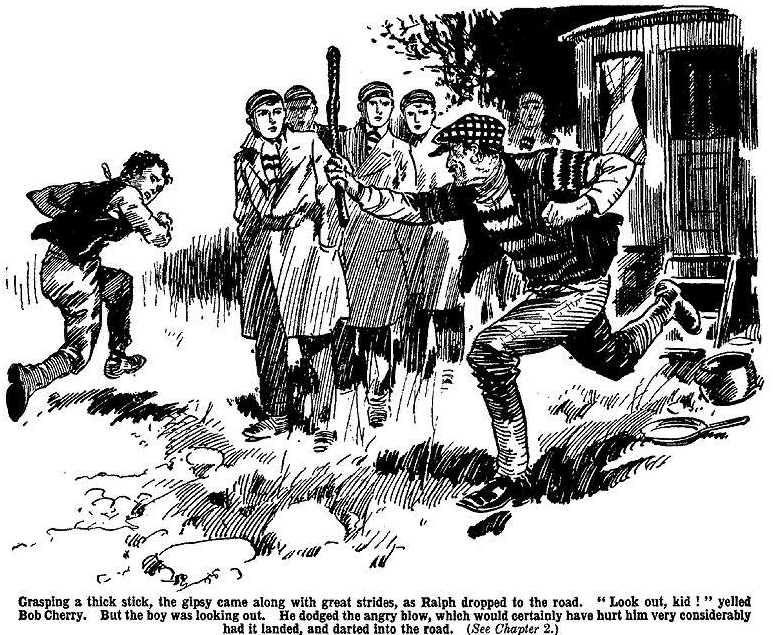 Grasping a thick stick, the gipsy came along with great strides, as Ralph dropped to the road. " Look out, kid ! " yelled
Bob Cherry. But the boy was looking out. He dodged the angry blow, which would certainly have hurt him very considerably
had it landed, and darted into the road. (See Chapter 2.)